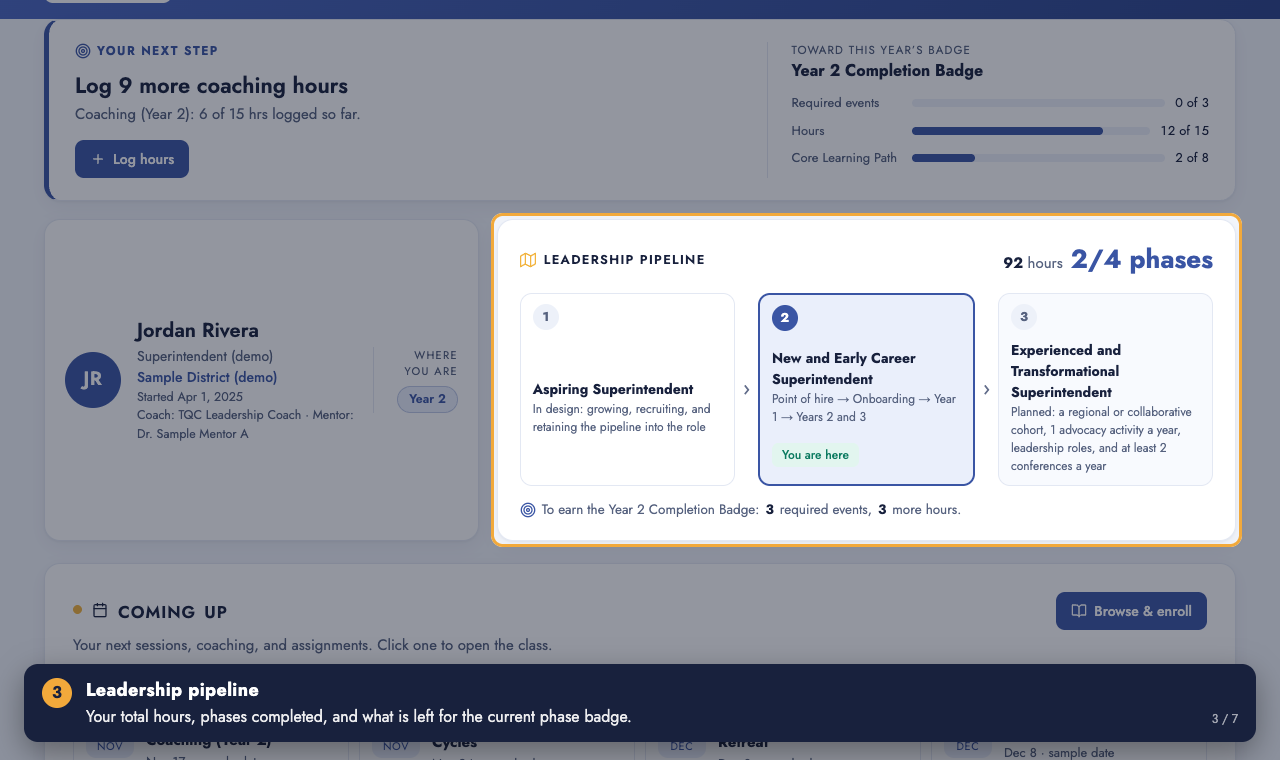 YOUR NEXT STEP
Log 9 more coaching hours
Coaching (Year 2): 6 of 15 hrs logged so far.
+ Log hours
TOWARD THIS YEAR'S BADGE
Year 2 Completion Badge
Required events 0 of 3
Hours 12 of 15
Core Learning Path 2 of 8
JR
Jordan Rivera
Superintendent (demo)
Sample District (demo)
Started Apr 1, 2025
Coach: TQC Leadership Coach · Mentor:
Dr. Sample Mentor A
WHERE
YOU ARE
Year 2
LEADERSHIP PIPELINE
92 hours 2/4 phases
1
Aspiring Superintendent
In design: growing, recruiting, and
retaining the pipeline into the role
›
2
New and Early Career
Superintendent
Point of hire → Onboarding → Year
1 → Years 2 and 3
You are here
›
3
Experienced and
Transformational
Superintendent
Planned: a regional or collaborative
cohort, 1 advocacy activity a year,
leadership roles, and at least 2
conferences a year
To earn the Year 2 Completion Badge: 3 required events, 3 more hours.
COMING UP
Browse & enroll
Your next sessions, coaching, and assignments. Click one to open the class.
3
Leadership pipeline
Your total hours, phases completed, and what is left for the current phase badge.
3 / 7
NOV
Coaching (Year 2)
NOV
Cycles
DEC
Retreat
DEC
Dec 8 · sample date